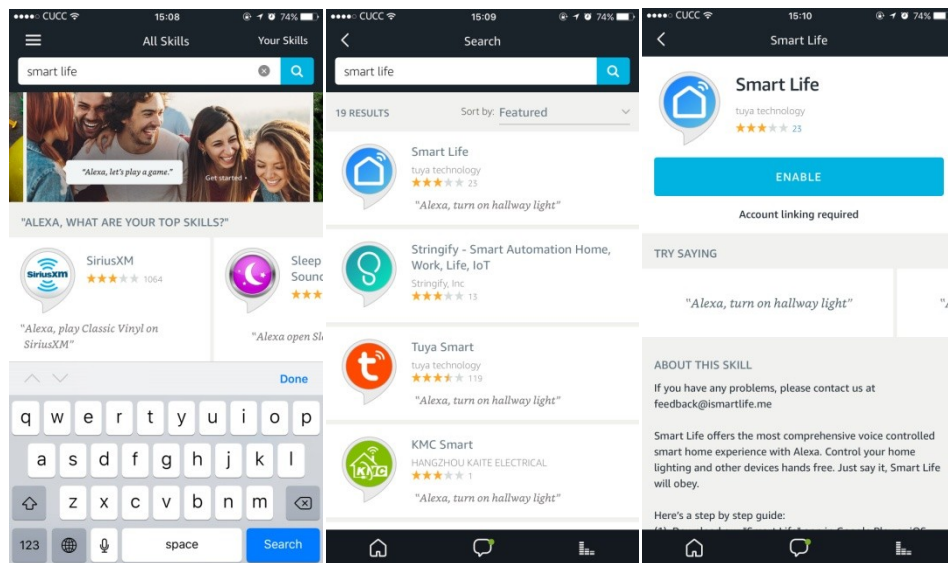 CUCC 15:08 74%
All Skills Your Skills
smart life
"Alexa, let's play a game."
Get started ›
"ALEXA, WHAT ARE YOUR TOP SKILLS?"
SiriusXM
SiriusXM
1064
"Alexa, play Classic Vinyl on
SiriusXM"
Sleep
Sound
"Alexa open Sl
Done
q w e r t y u i o p
a s d f g h j k l
z x c v b n m
123 space Search
CUCC 15:09 74%
Search
smart life
19 RESULTS Sort by: Featured
Smart Life
tuya technology
23
"Alexa, turn on hallway light"
Stringify - Smart Automation Home,
Work, Life, IoT
Stringify, Inc
13
Tuya Smart
tuya technology
119
"Alexa, turn on hallway light"
KMC
KMC Smart
HANGZHOU KAITE ELECTRICAL
1
"Alexa, turn on hallway light"
CUCC 15:10 74%
Smart Life
Smart Life
tuya technology
23
ENABLE
Account linking required
TRY SAYING
"Alexa, turn on hallway light"
ABOUT THIS SKILL
If you have any problems, please contact us at
feedback@ismartlife.me
Smart Life offers the most comprehensive voice controlled
smart home experience with Alexa. Control your home
lighting and other devices hands free. Just say it, Smart Life
will obey.
Here's a step by step guide: